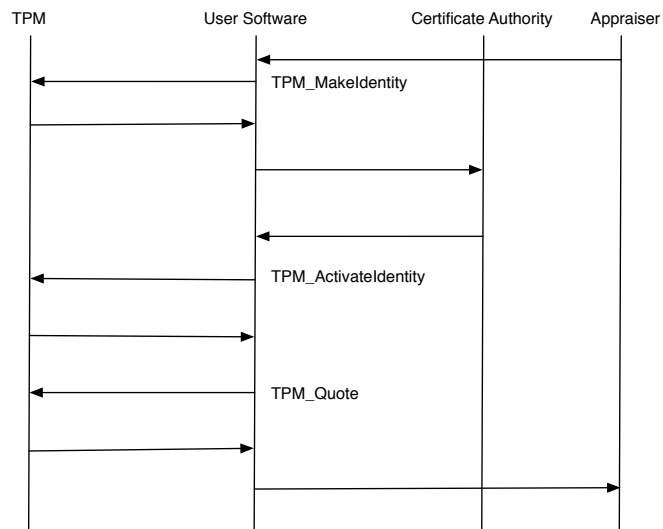 TPM
User Software
Certificate Authority
Appraiser
TPM_MakeIdentity
TPM_ActivateIdentity
TPM_Quote